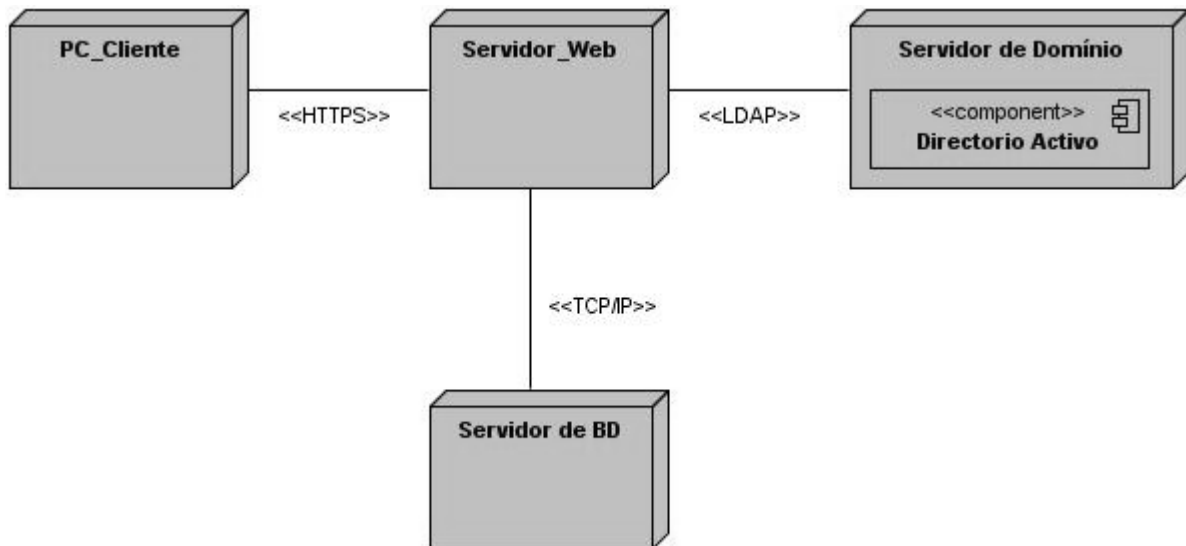 PC_Cliente
Servidor_Web
Servidor de Domínio
<<HTTPS>>
<<LDAP>>
<<component>>
Directorio Activo
<<TCP/IP>>
Servidor de BD